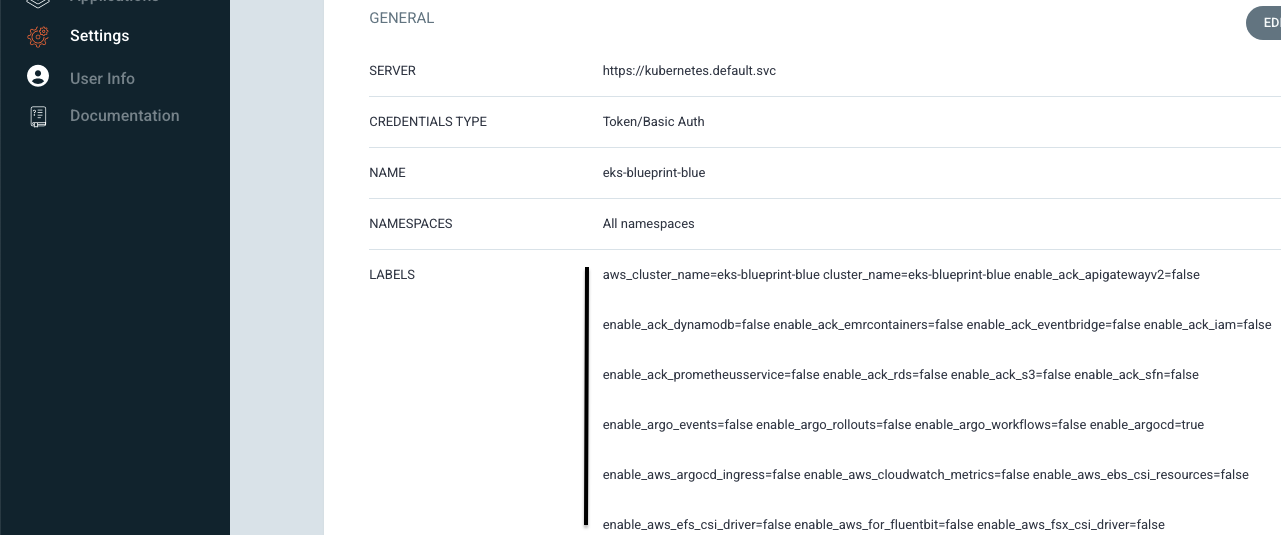 Applications
Settings
User Info
Documentation
GENERAL
SERVER https://kubernetes.default.svc
CREDENTIALS TYPE Token/Basic Auth
NAME eks-blueprint-blue
NAMESPACES All namespaces
LABELS aws_cluster_name=eks-blueprint-blue cluster_name=eks-blueprint-blue enable_ack_apigatewayv2=false
enable_ack_dynamodb=false enable_ack_emrcontainers=false enable_ack_eventbridge=false enable_ack_iam=false
enable_ack_prometheusservice=false enable_ack_rds=false enable_ack_s3=false enable_ack_sfn=false
enable_argo_events=false enable_argo_rollouts=false enable_argo_workflows=false enable_argocd=true
enable_aws_argocd_ingress=false enable_aws_cloudwatch_metrics=false enable_aws_ebs_csi_resources=false
enable_aws_efs_csi_driver=false enable_aws_for_fluentbit=false enable_aws_fsx_csi_driver=false